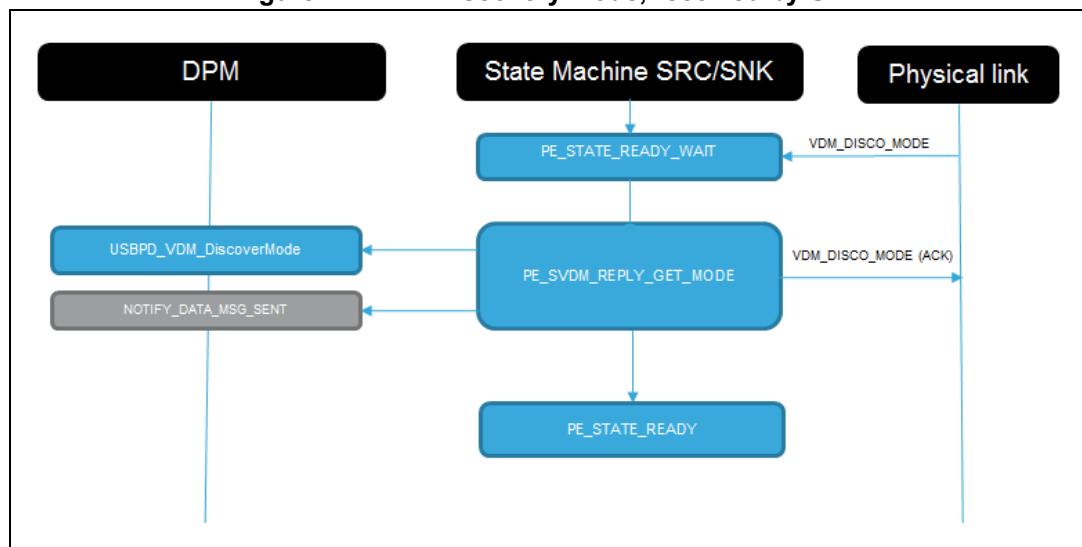 DPM
State Machine SRC/SNK
Physical link
PE_STATE_READY_WAIT
VDM_DISCO_MODE
USBPD_VDM_DiscoverMode
PE_SVDM_REPLY_GET_MODE
VDM_DISCO_MODE (ACK)
NOTIFY_DATA_MSG_SENT
PE_STATE_READY